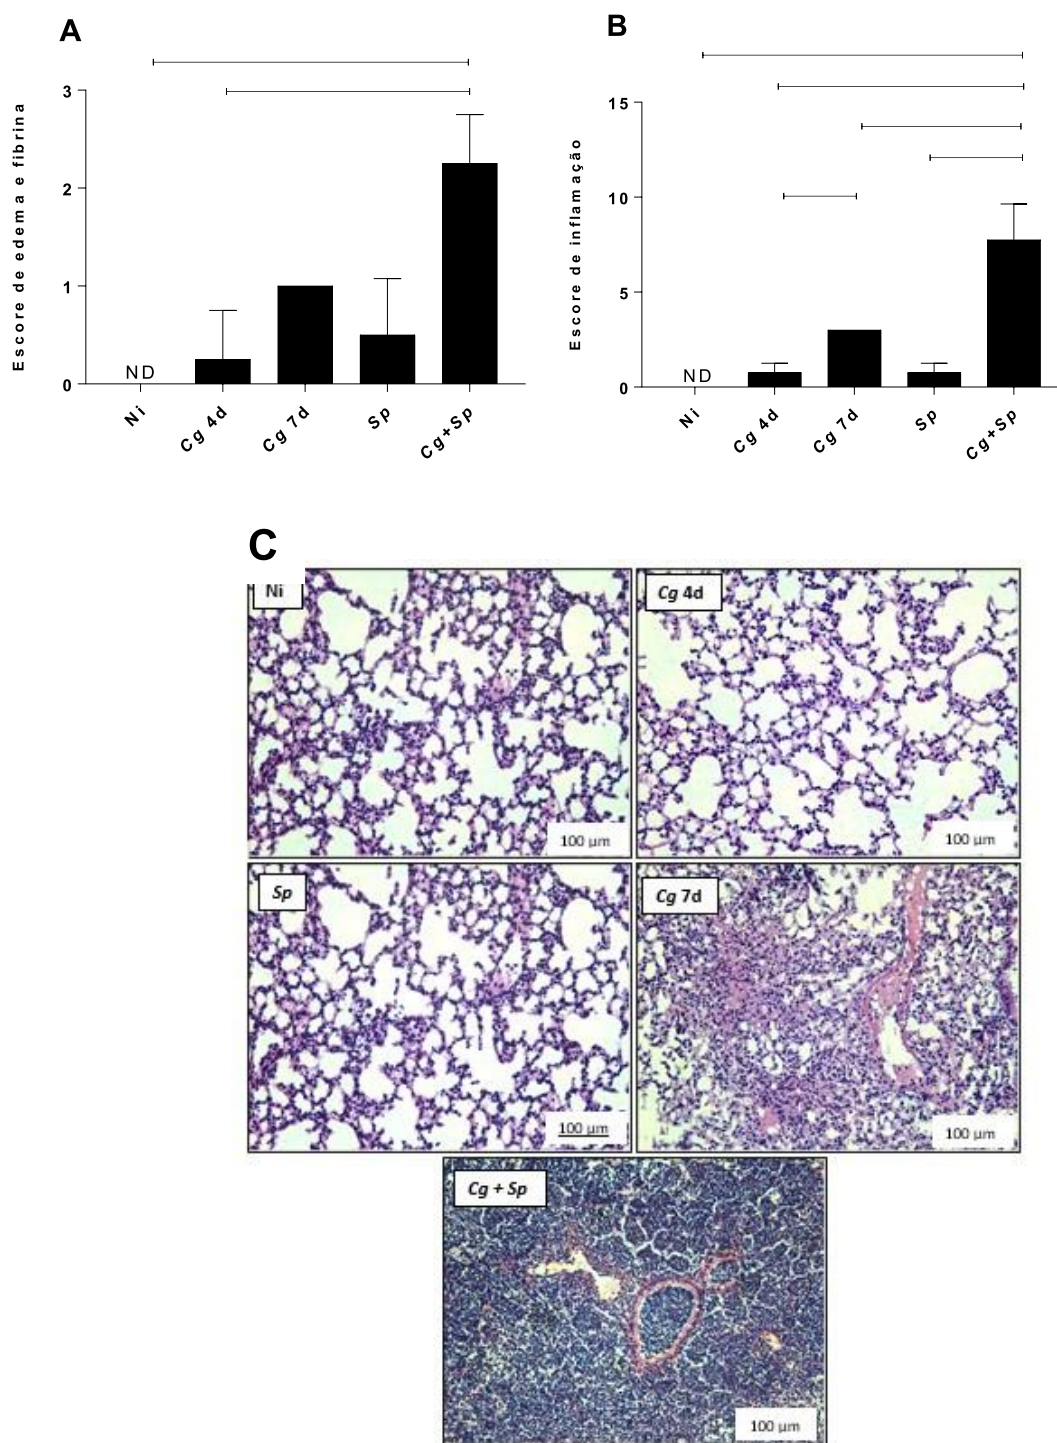 A
Escore de edema e fibrina
3
2
1
0
ND
Ni
Cg 4d
Cg 7d
Sp
Cg+Sp
B
Escore de inflamação
15
10
5
0
ND
Ni
Cg 4d
Cg 7d
Sp
Cg+Sp
C
Ni
100 µm
Cg 4d
100 µm
Sp
100 µm
Cg 7d
100 µm
Cg + Sp
100 µm